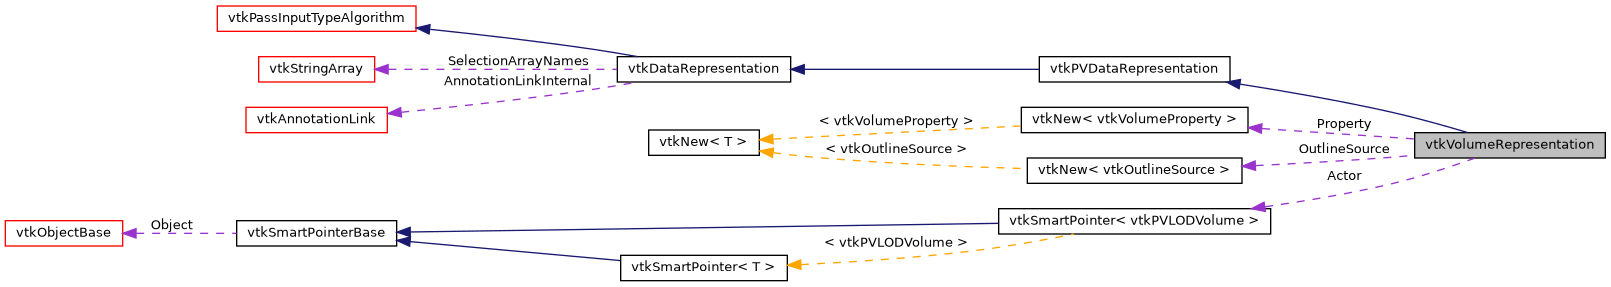 vtkPassInputTypeAlgorithm
vtkStringArray
SelectionArrayNames
vtkDataRepresentation
vtkPVDataRepresentation
AnnotationLinkInternal
vtkAnnotationLink
< vtkVolumeProperty >
vtkNew< vtkVolumeProperty >
Property
vtkNew< T >
vtkVolumeRepresentation
< vtkOutlineSource >
OutlineSource
vtkNew< vtkOutlineSource >
Actor
vtkObjectBase
Object
vtkSmartPointerBase
vtkSmartPointer< vtkPVLODVolume >
< vtkPVLODVolume >
vtkSmartPointer< T >